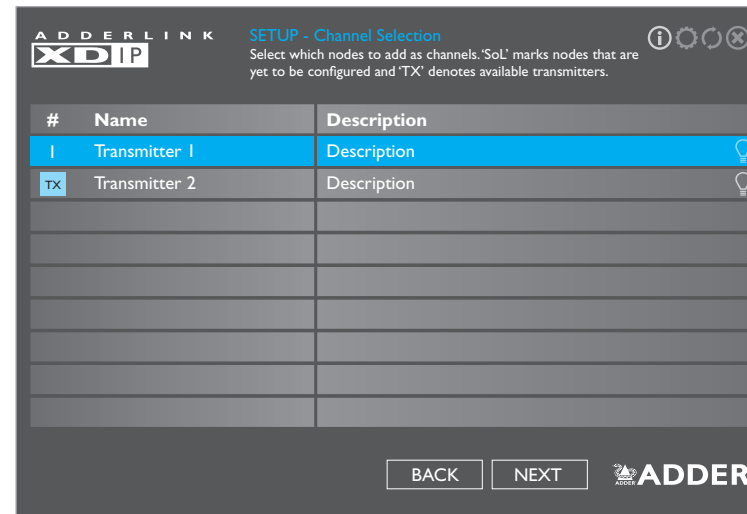 ADDERLINK
XDIP
SETUP - Channel Selection
Select which nodes to add as channels. ‘SoL’ marks nodes that are
yet to be configured and ‘TX’ denotes available transmitters.
# Name Description
1 Transmitter 1 Description
TX Transmitter 2 Description
BACK NEXT
ADDER ADDER